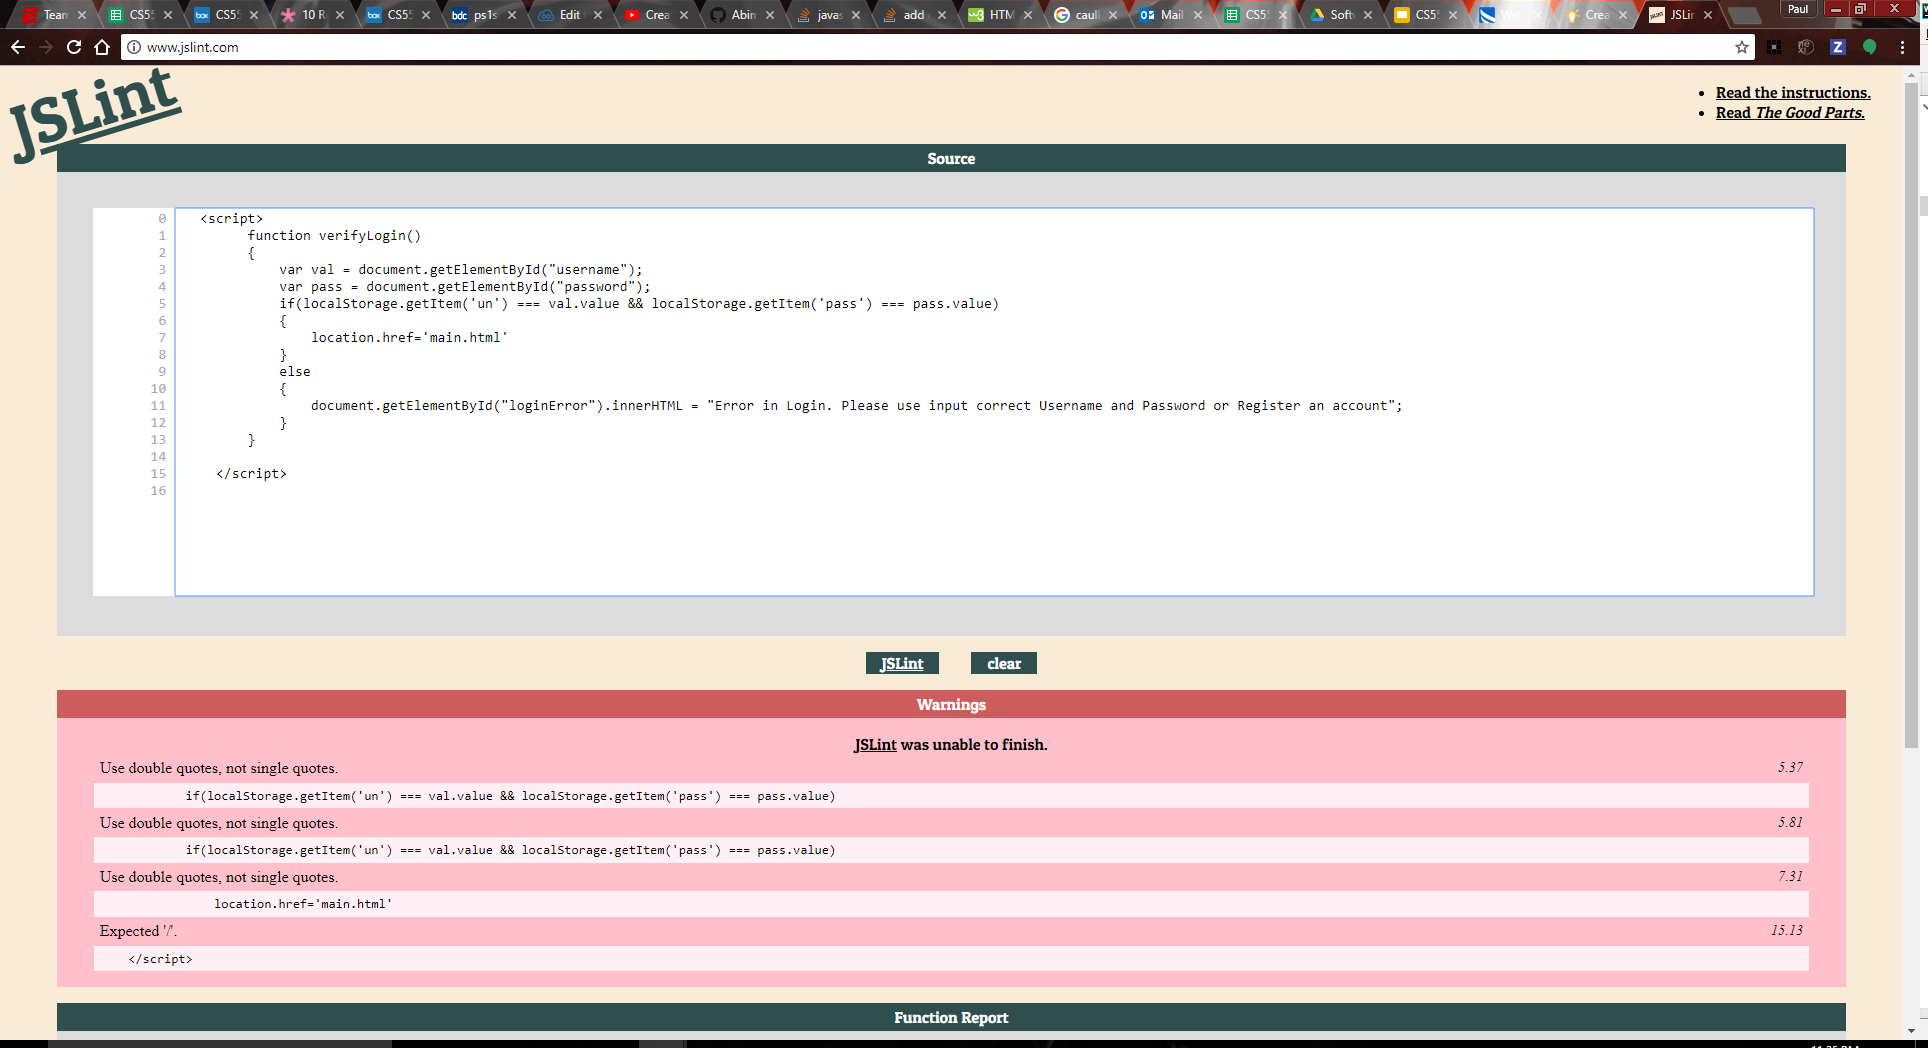 Team CS55 CS55 10 R CS55 ps1s Edit Crea Abin javas add HTM caul Mail CS55 Soft CS55 Crea JSLin Paul
www.jslint.com
JSLint
Read the instructions.
Read The Good Parts.
Source
0 <script>
1 function verifyLogin()
2 {
3 var val = document.getElementById("username");
4 var pass = document.getElementById("password");
5 if(localStorage.getItem('un') === val.value && localStorage.getItem('pass') === pass.value)
6 {
7 location.href='main.html'
8 }
9 else
10 {
11 document.getElementById("loginError").innerHTML = "Error in Login. Please use input correct Username and Password or Register an account";
12 }
13 }
14
15 </script>
16
JSLint clear
Warnings
JSLint was unable to finish.
Use double quotes, not single quotes. 5.37
if(localStorage.getItem('un') === val.value && localStorage.getItem('pass') === pass.value)
Use double quotes, not single quotes. 5.81
if(localStorage.getItem('un') === val.value && localStorage.getItem('pass') === pass.value)
Use double quotes, not single quotes. 7.31
location.href='main.html'
Expected '/'. 15.13
</script>
Function Report